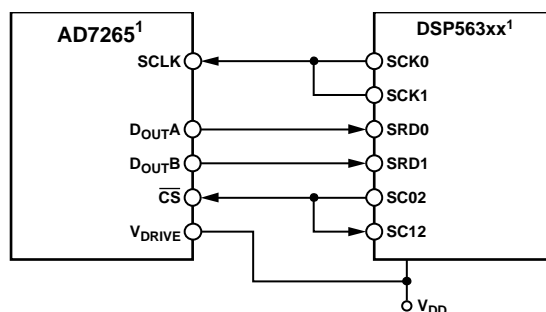 AD7265¹
DSP563xx¹
SCLK
SCK0
SCK1
DOUTA
SRD0
DOUTB
SRD1
CS
SC02
VDRIVE
SC12
VDD